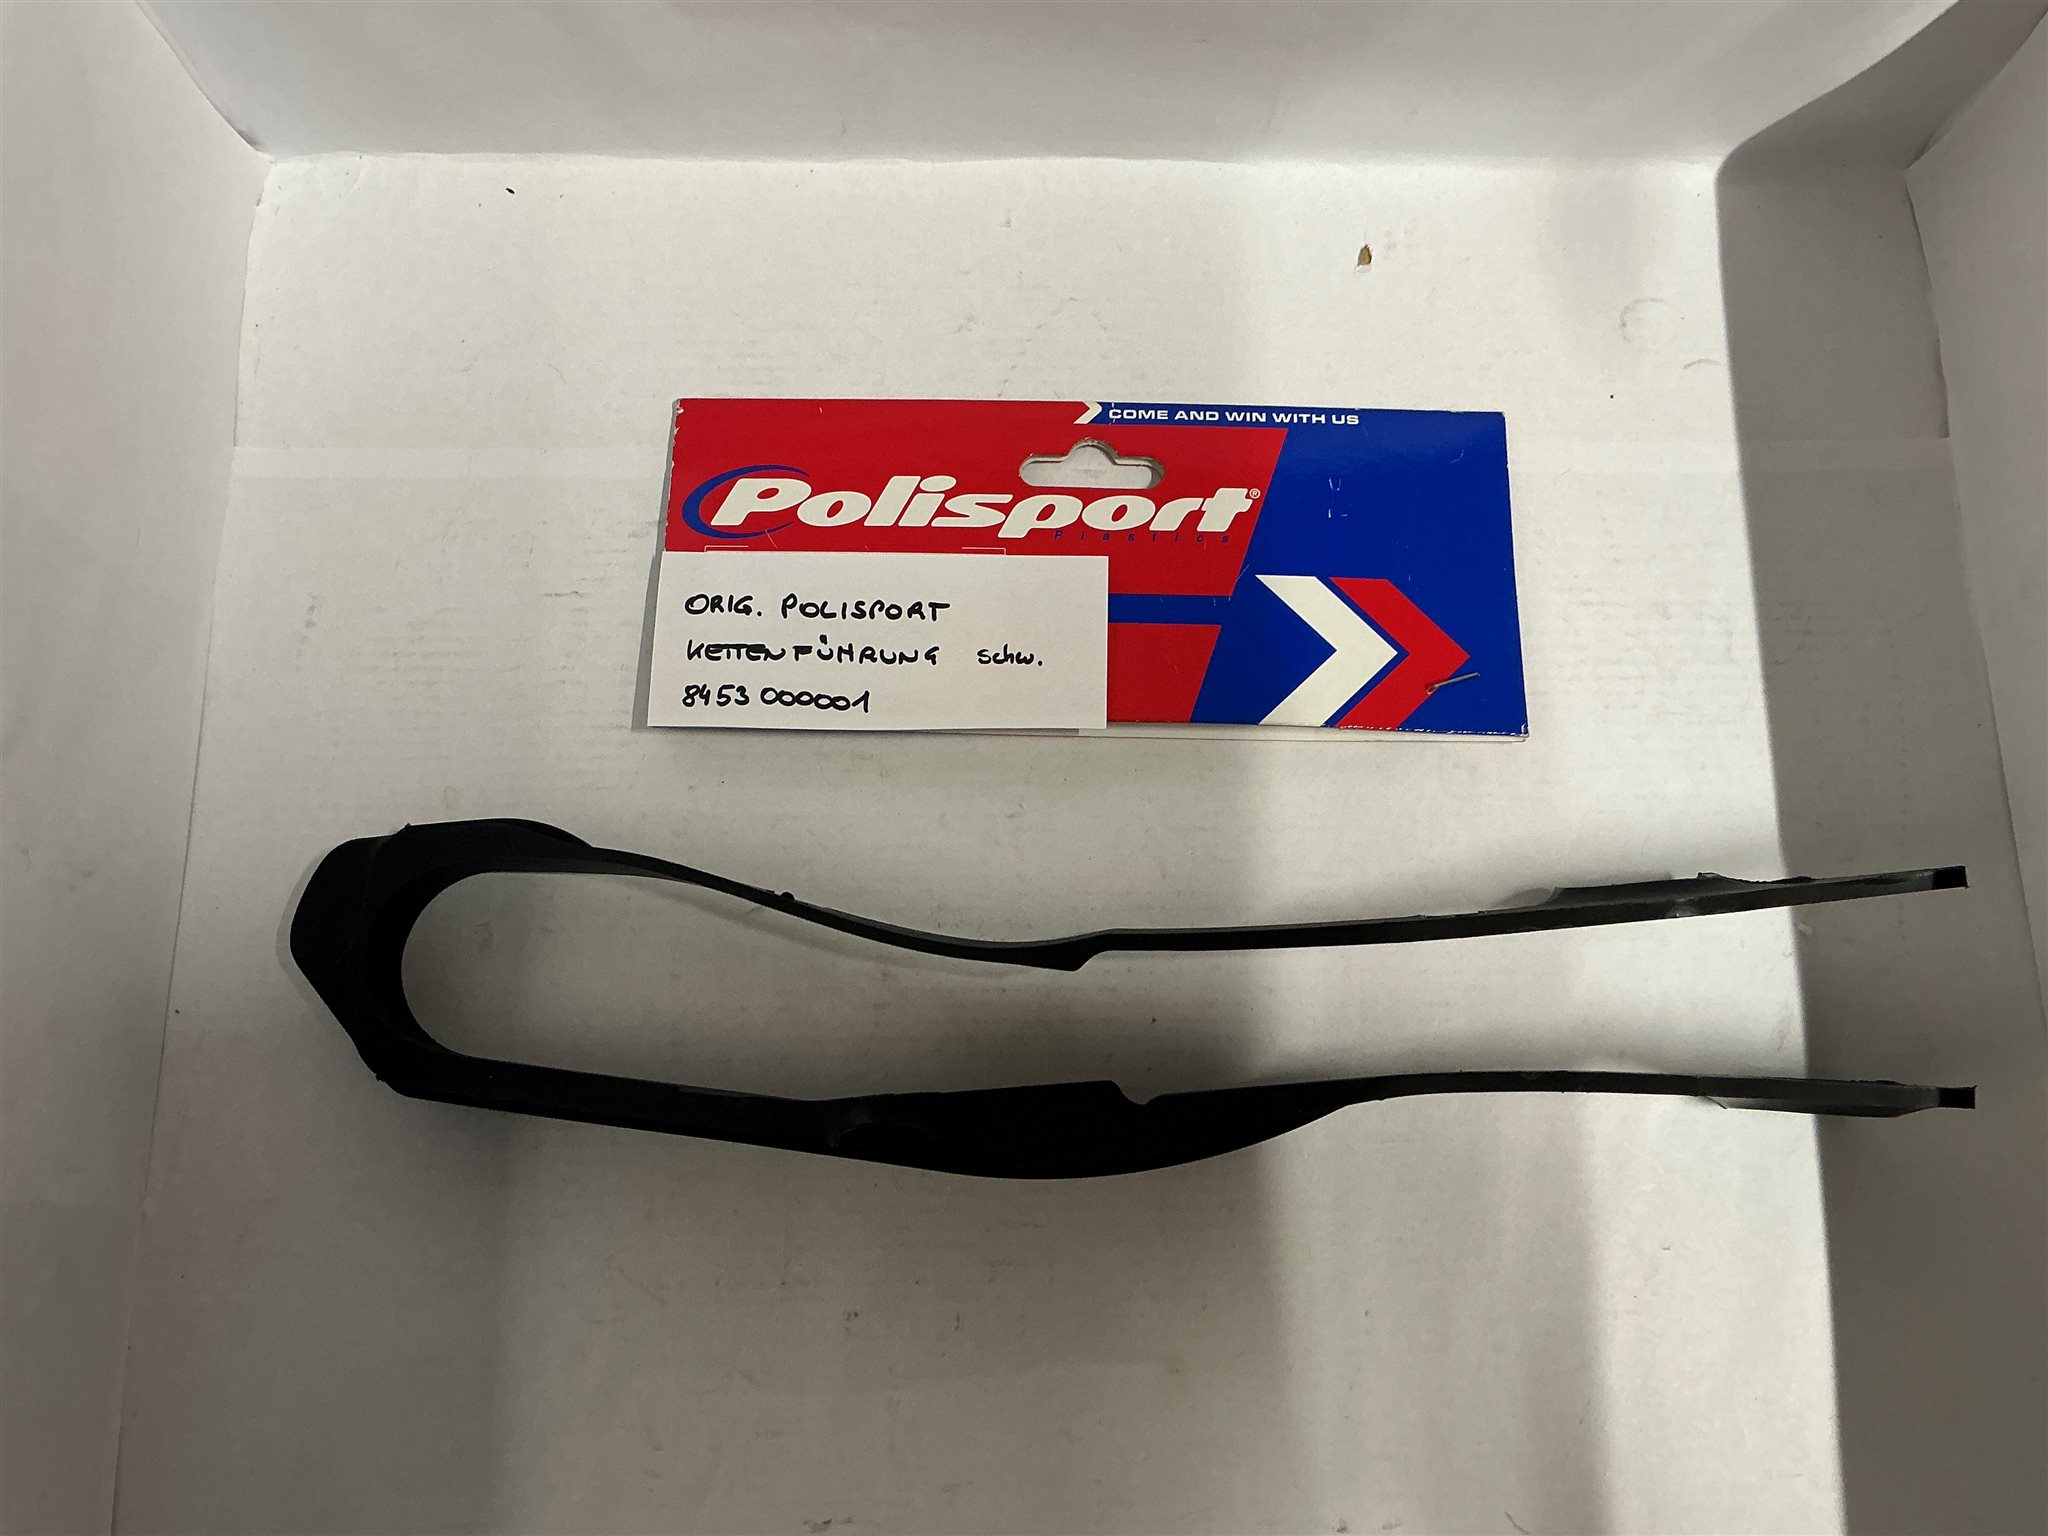 COME AND WIN WITH US
Polisport®
Plastics
ORIG. POLISPORT
KETTENFÜHRUNG schw.
8453 000001